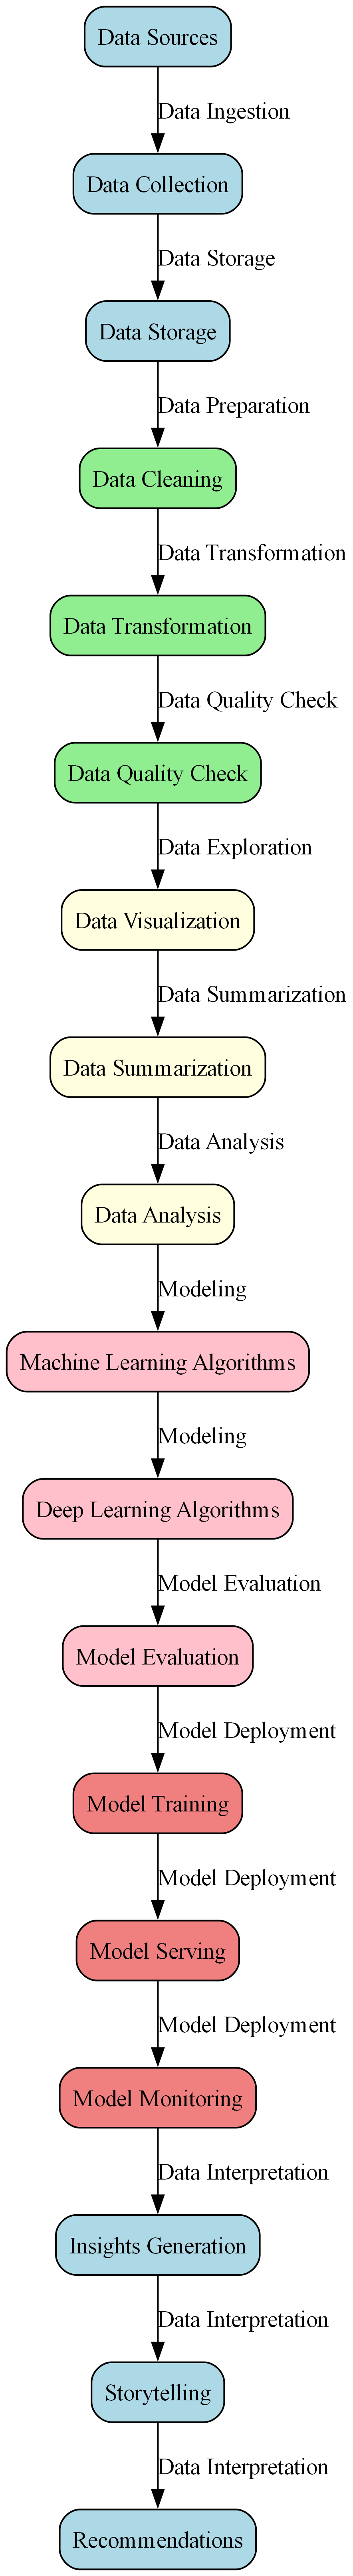 Data Sources
Data Ingestion
Data Collection
Data Storage
Data Storage
Data Preparation
Data Cleaning
Data Transformation
Data Transformation
Data Quality Check
Data Quality Check
Data Exploration
Data Visualization
Data Summarization
Data Summarization
Data Analysis
Data Analysis
Modeling
Machine Learning Algorithms
Modeling
Deep Learning Algorithms
Model Evaluation
Model Evaluation
Model Deployment
Model Training
Model Deployment
Model Serving
Model Deployment
Model Monitoring
Data Interpretation
Insights Generation
Data Interpretation
Storytelling
Data Interpretation
Recommendations